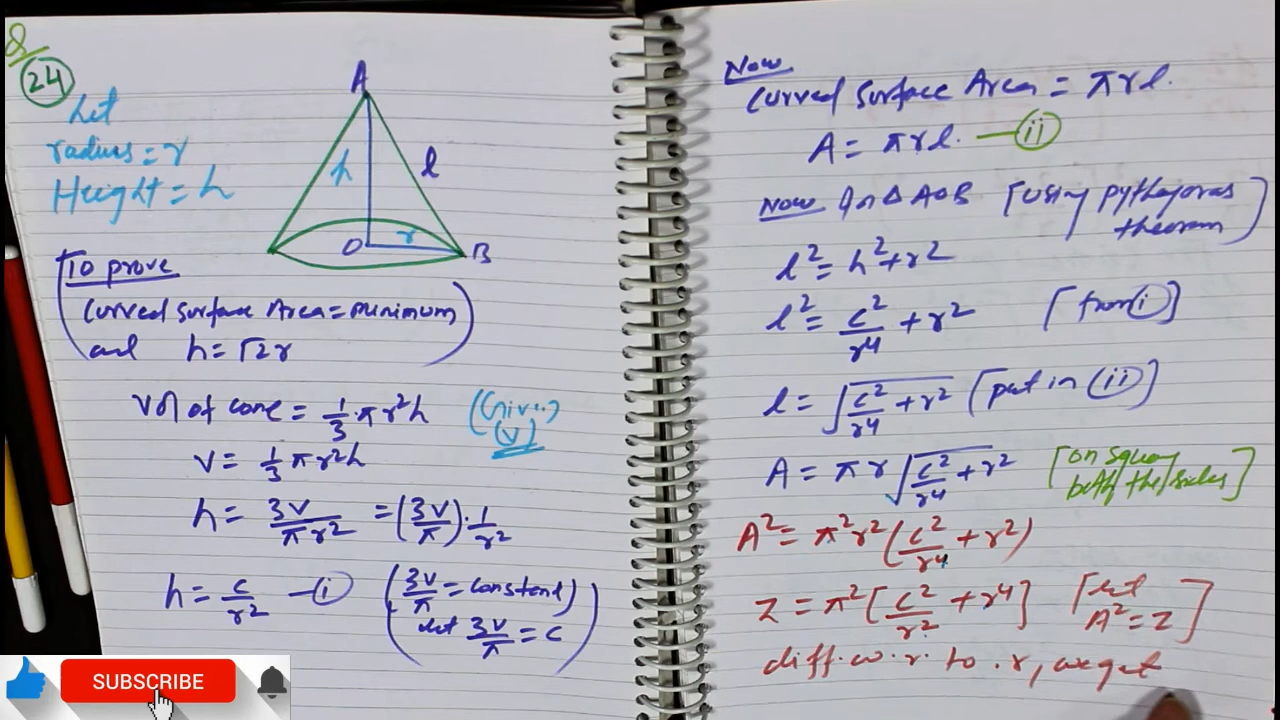 8/
24
Let
radius = r
Height = h
A
h
l
O
r
B
To prove
Curved surface Area = minimum
and h = √2r
Vol of cone = 1/3 π r²h (Given V)
V = 1/3 π r²h
h = 3V/πr² = (3V/π) · 1/r²
h = c/r² — (i) (3V/π = constant)
let 3V/π = c
Now
Curved Surface Area = πrl.
A = πrl. — (ii)
Now In △AOB [using pythagoras
theorem]
l² = h² + r²
l² = c²/r⁴ + r² [from (i)]
l = √(c²/r⁴ + r²) [put in (ii)]
A = πr √(c²/r⁴ + r²) [on squaring
both the sides]
A² = π²r² (c²/r⁴ + r²)
z = π² [c²/r² + r⁴] [let
A² = z]
diff. w. r. to . r, we get
SUBSCRIBE